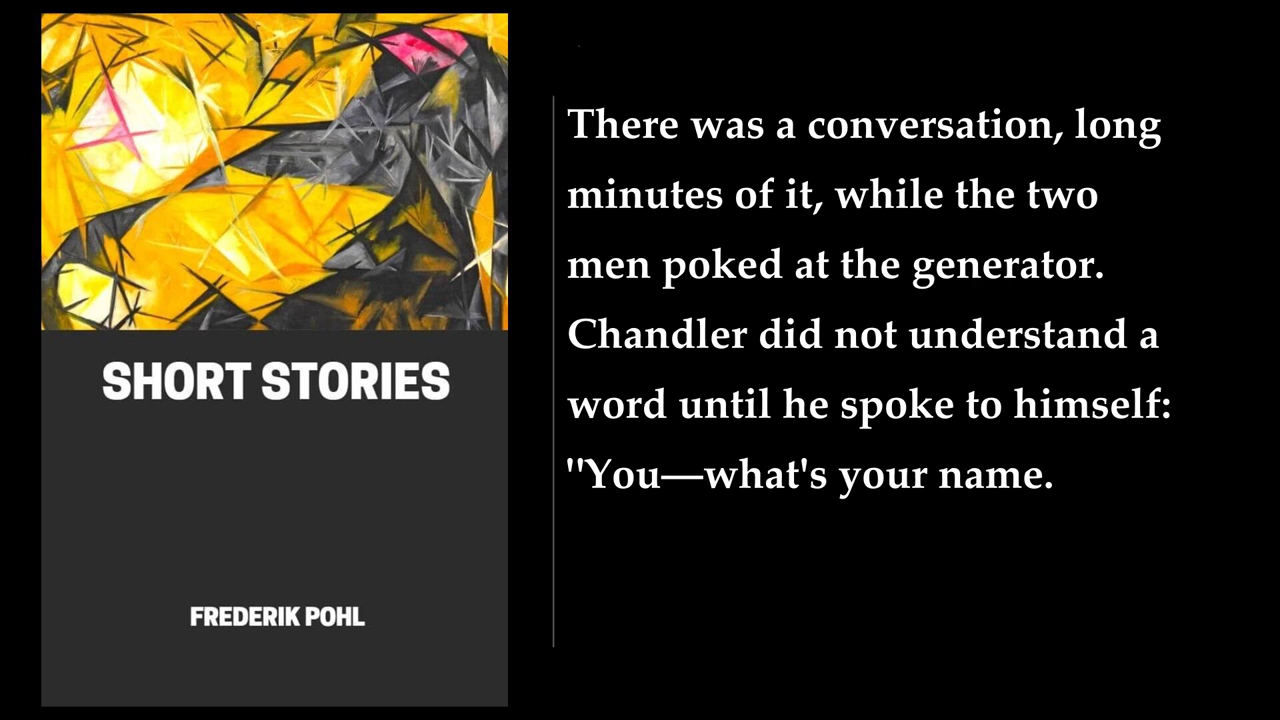 SHORT STORIES
FREDERIK POHL
There was a conversation, long
minutes of it, while the two
men poked at the generator.
Chandler did not understand a
word until he spoke to himself:
"You—what's your name.